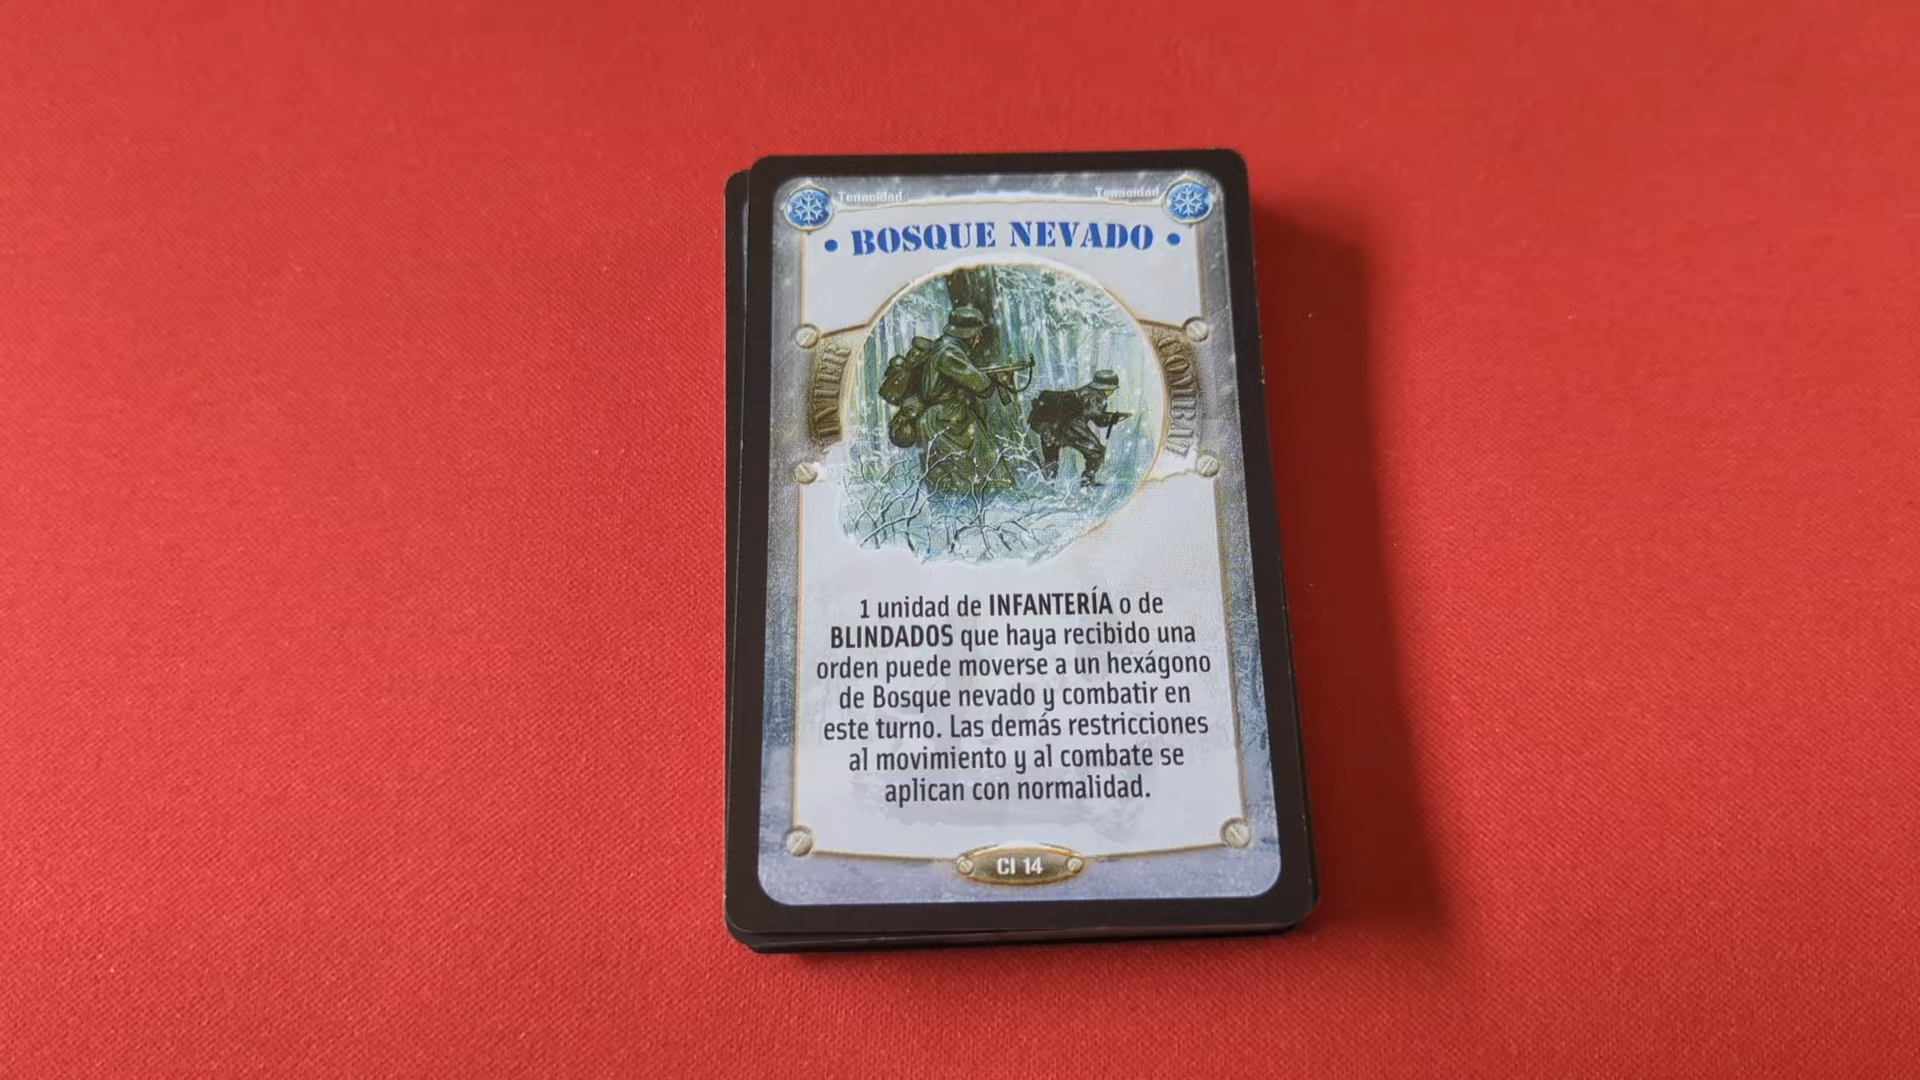 Tenacidad Tenacidad
• BOSQUE NEVADO •
INVIER COMBAT
1 unidad de INFANTERÍA o de
BLINDADOS que haya recibido una
orden puede moverse a un hexágono
de Bosque nevado y combatir en
este turno. Las demás restricciones
al movimiento y al combate se
aplican con normalidad.
CI 14